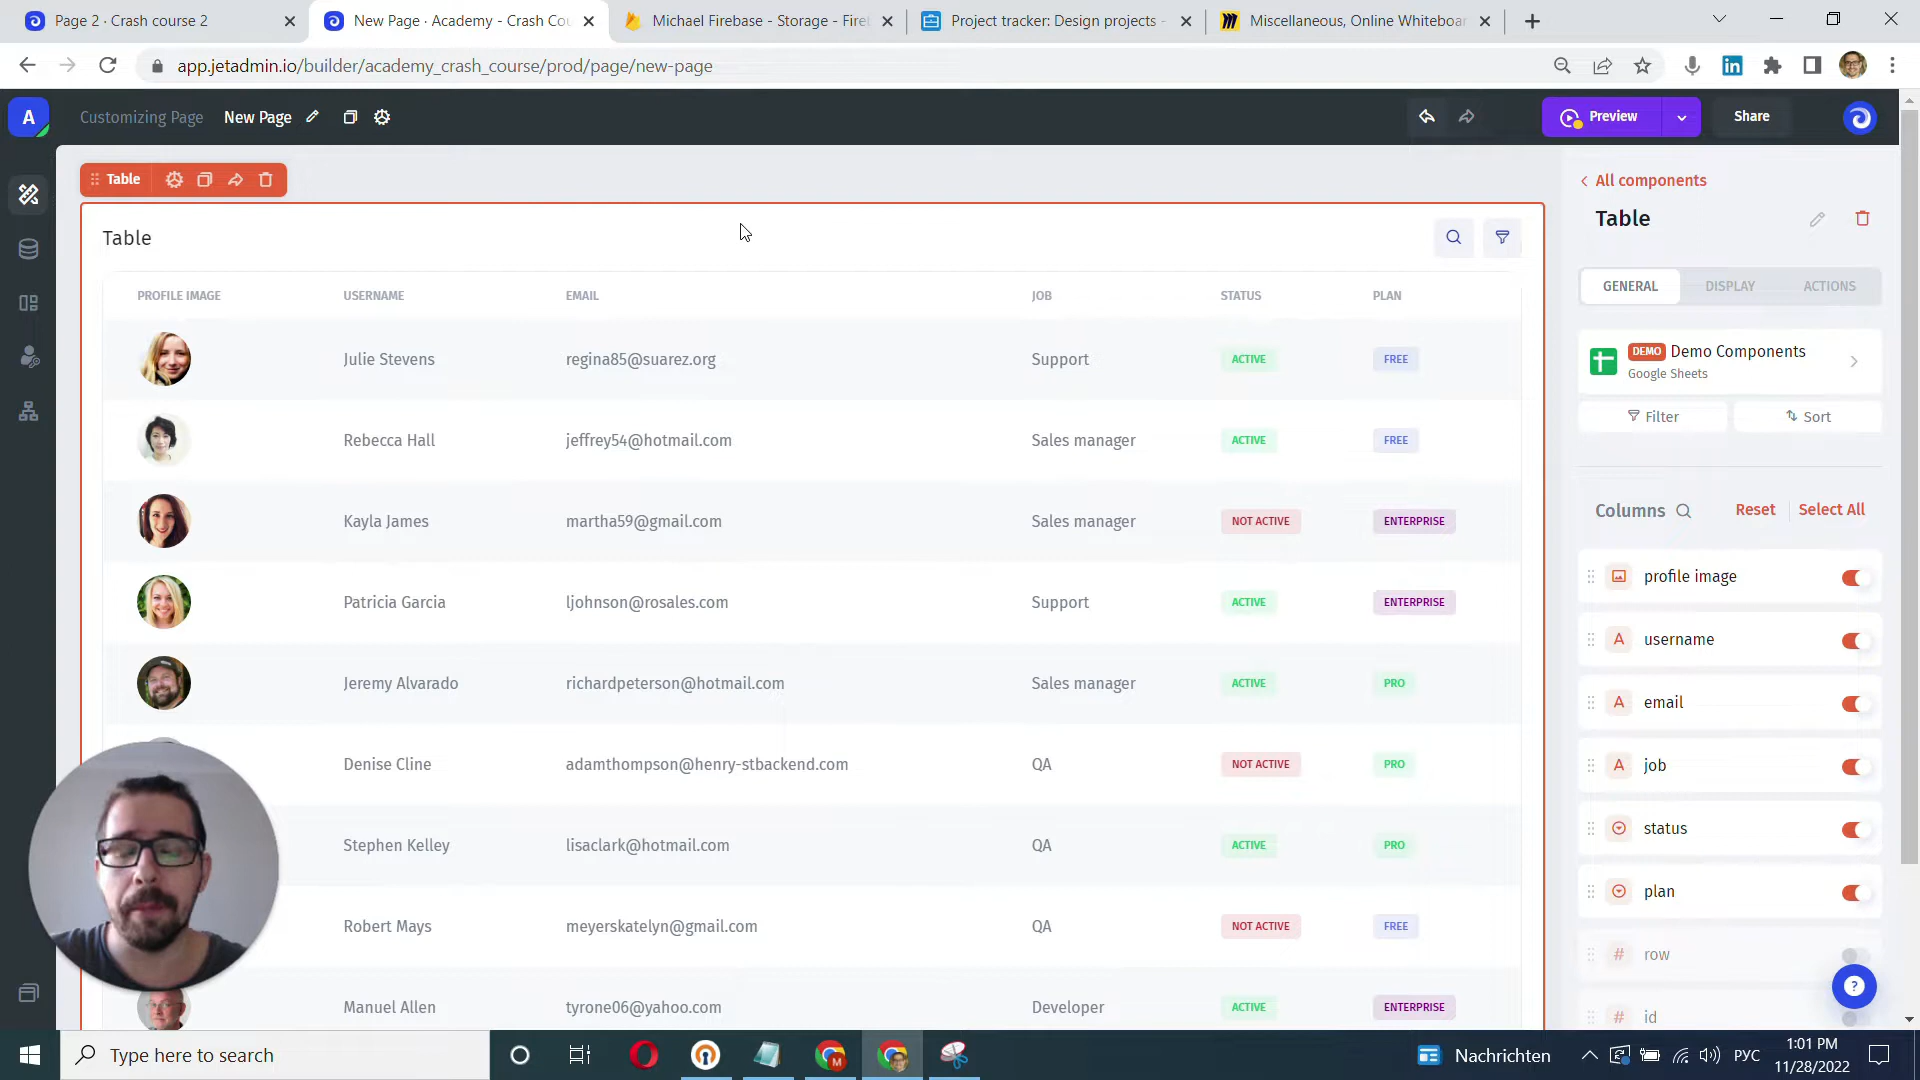 Page 2 · Crash course 2
New Page · Academy - Crash Cou
Michael Firebase - Storage - Fireb
Project tracker: Design projects -
Miscellaneous, Online Whiteboar
app.jetadmin.io/builder/academy_crash_course/prod/page/new-page
A
Customizing Page
New Page
Preview
Share
Table
All components
Table
Table
GENERAL
DISPLAY
ACTIONS
DEMO Demo Components
Google Sheets
Filter
Sort
Columns
Reset
Select All
profile image
username
email
job
status
plan
row
id
PROFILE IMAGE USERNAME EMAIL JOB STATUS PLAN
Julie Stevens regina85@suarez.org Support ACTIVE FREE
Rebecca Hall jeffrey54@hotmail.com Sales manager ACTIVE FREE
Kayla James martha59@gmail.com Sales manager NOT ACTIVE ENTERPRISE
Patricia Garcia ljohnson@rosales.com Support ACTIVE ENTERPRISE
Jeremy Alvarado richardpeterson@hotmail.com Sales manager ACTIVE PRO
Denise Cline adamthompson@henry-stbackend.com QA NOT ACTIVE PRO
Stephen Kelley lisaclark@hotmail.com QA ACTIVE PRO
Robert Mays meyerskatelyn@gmail.com QA NOT ACTIVE FREE
Manuel Allen tyrone06@yahoo.com Developer ACTIVE ENTERPRISE
Type here to search
Nachrichten
РУС
1:01 PM
11/28/2022